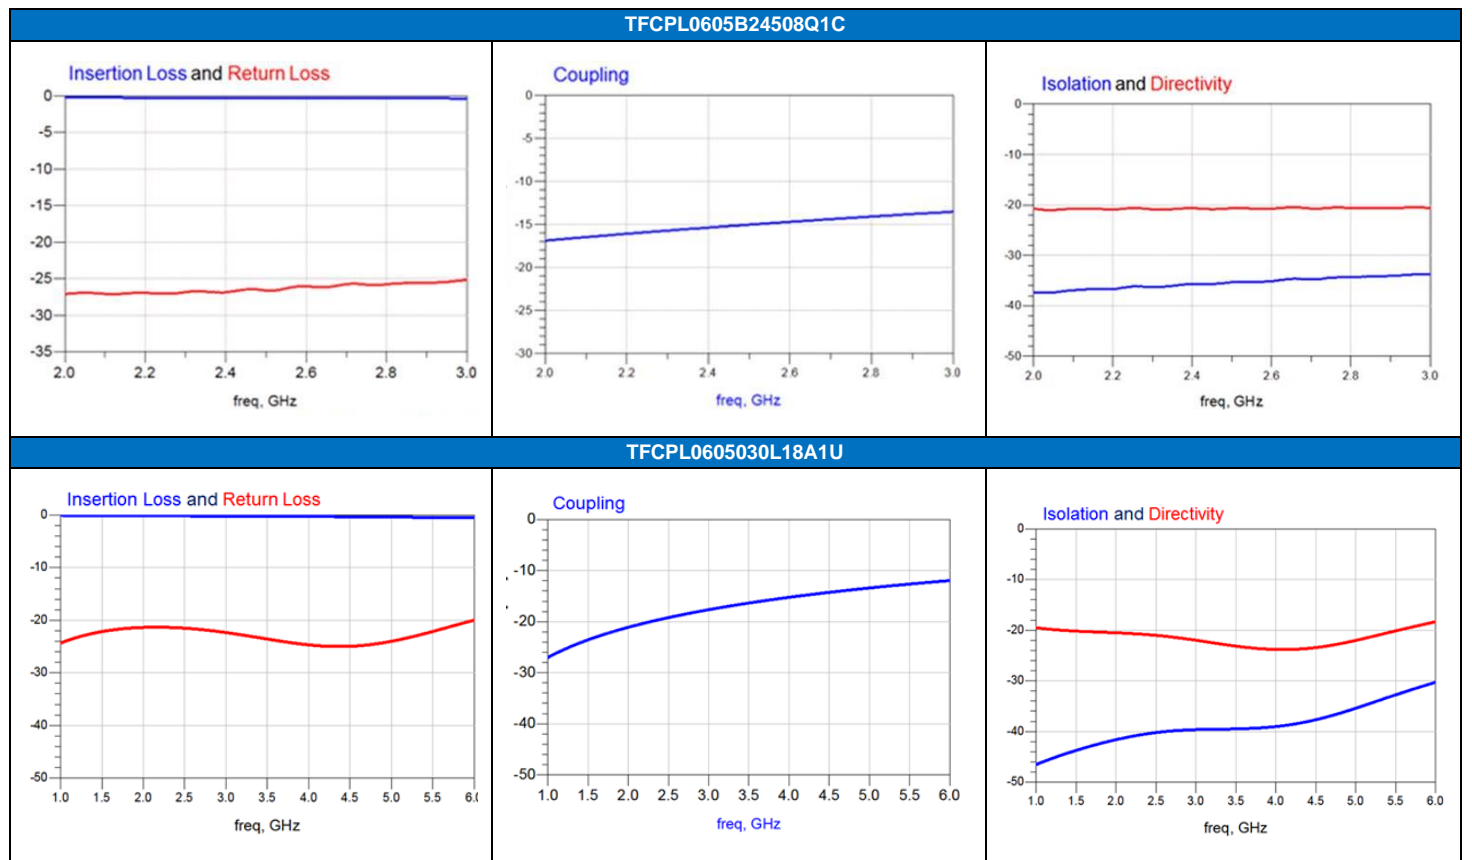 TFCPL0605B24508Q1C
Insertion Loss and Return Loss
0
-5
-10
-15
-20
-25
-30
-35
2.0 2.2 2.4 2.6 2.8 3.0
freq, GHz
Coupling
0
-5
-10
-15
-20
-25
-30
2.0 2.2 2.4 2.6 2.8 3.0
freq, GHz
Isolation and Directivity
0
-10
-20
-30
-40
-50
2.0 2.2 2.4 2.6 2.8 3.0
freq, GHz
TFCPL0605030L18A1U
Insertion Loss and Return Loss
0
-10
-20
-30
-40
-50
1.0 1.5 2.0 2.5 3.0 3.5 4.0 4.5 5.0 5.5 6.0
freq, GHz
Coupling
0
-10
-20
-30
-40
-50
1.0 1.5 2.0 2.5 3.0 3.5 4.0 4.5 5.0 5.5 6.0
freq, GHz
Isolation and Directivity
0
-10
-20
-30
-40
-50
1.0 1.5 2.0 2.5 3.0 3.5 4.0 4.5 5.0 5.5 6.0
freq, GHz